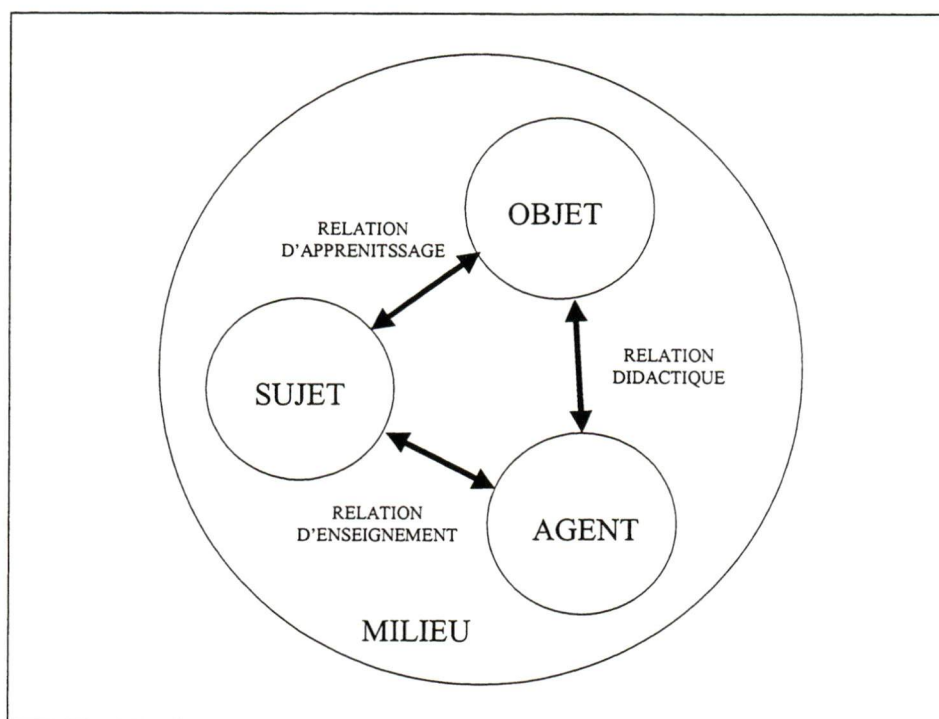 OBJET
RELATION
D'APPRENITSSAGE
RELATION
DIDACTIQUE
SUJET
RELATION
D'ENSEIGNEMENT
AGENT
MILIEU